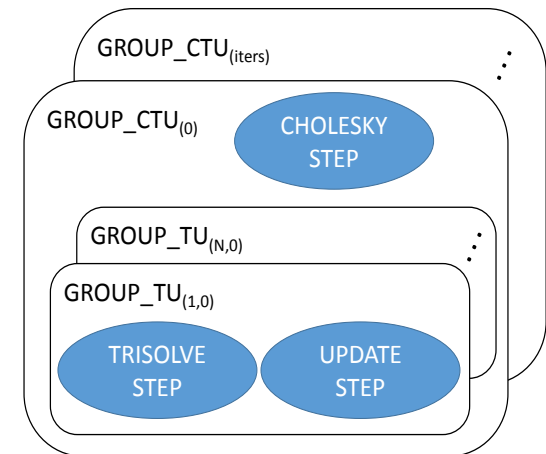 GROUP_CTU(iters)
GROUP_CTU(0)
CHOLESKY
STEP
GROUP_TU(N,0)
GROUP_TU(1,0)
TRISOLVE
STEP
UPDATE
STEP